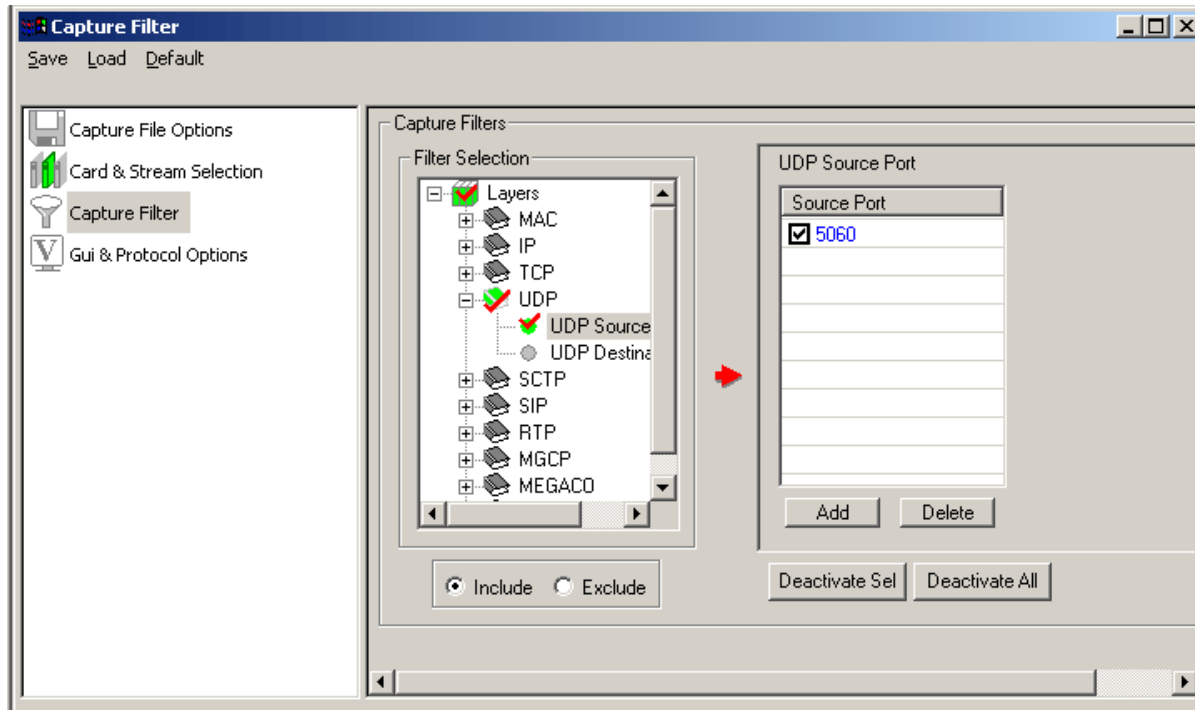 Capture Filter
Save Load Default
Capture File Options
Card & Stream Selection
Capture Filter
Gui & Protocol Options
Capture Filters
Filter Selection
Layers
MAC
IP
TCP
UDP
UDP Source
UDP Destina
SCTP
SIP
RTP
MGCP
MEGACO
Include Exclude
UDP Source Port
Source Port
5060
Add Delete
Deactivate Sel Deactivate All